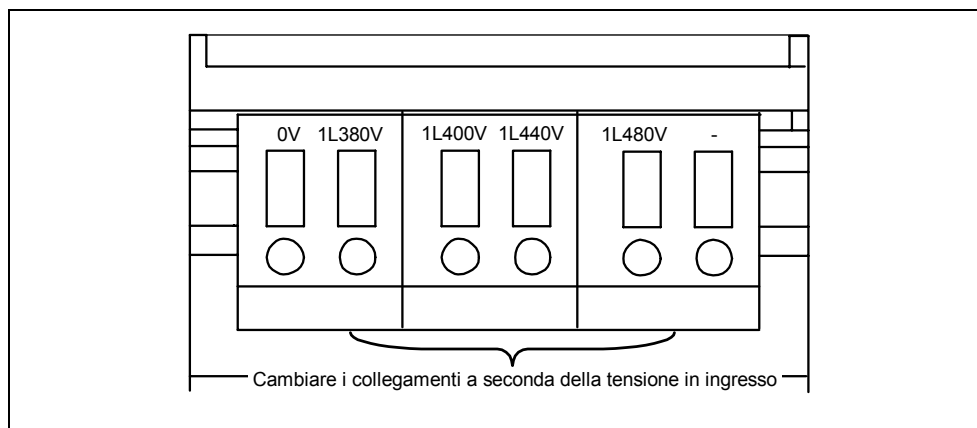 0V 1L380V 1L400V 1L440V 1L480V -
Cambiare i collegamenti a seconda della tensione in ingresso